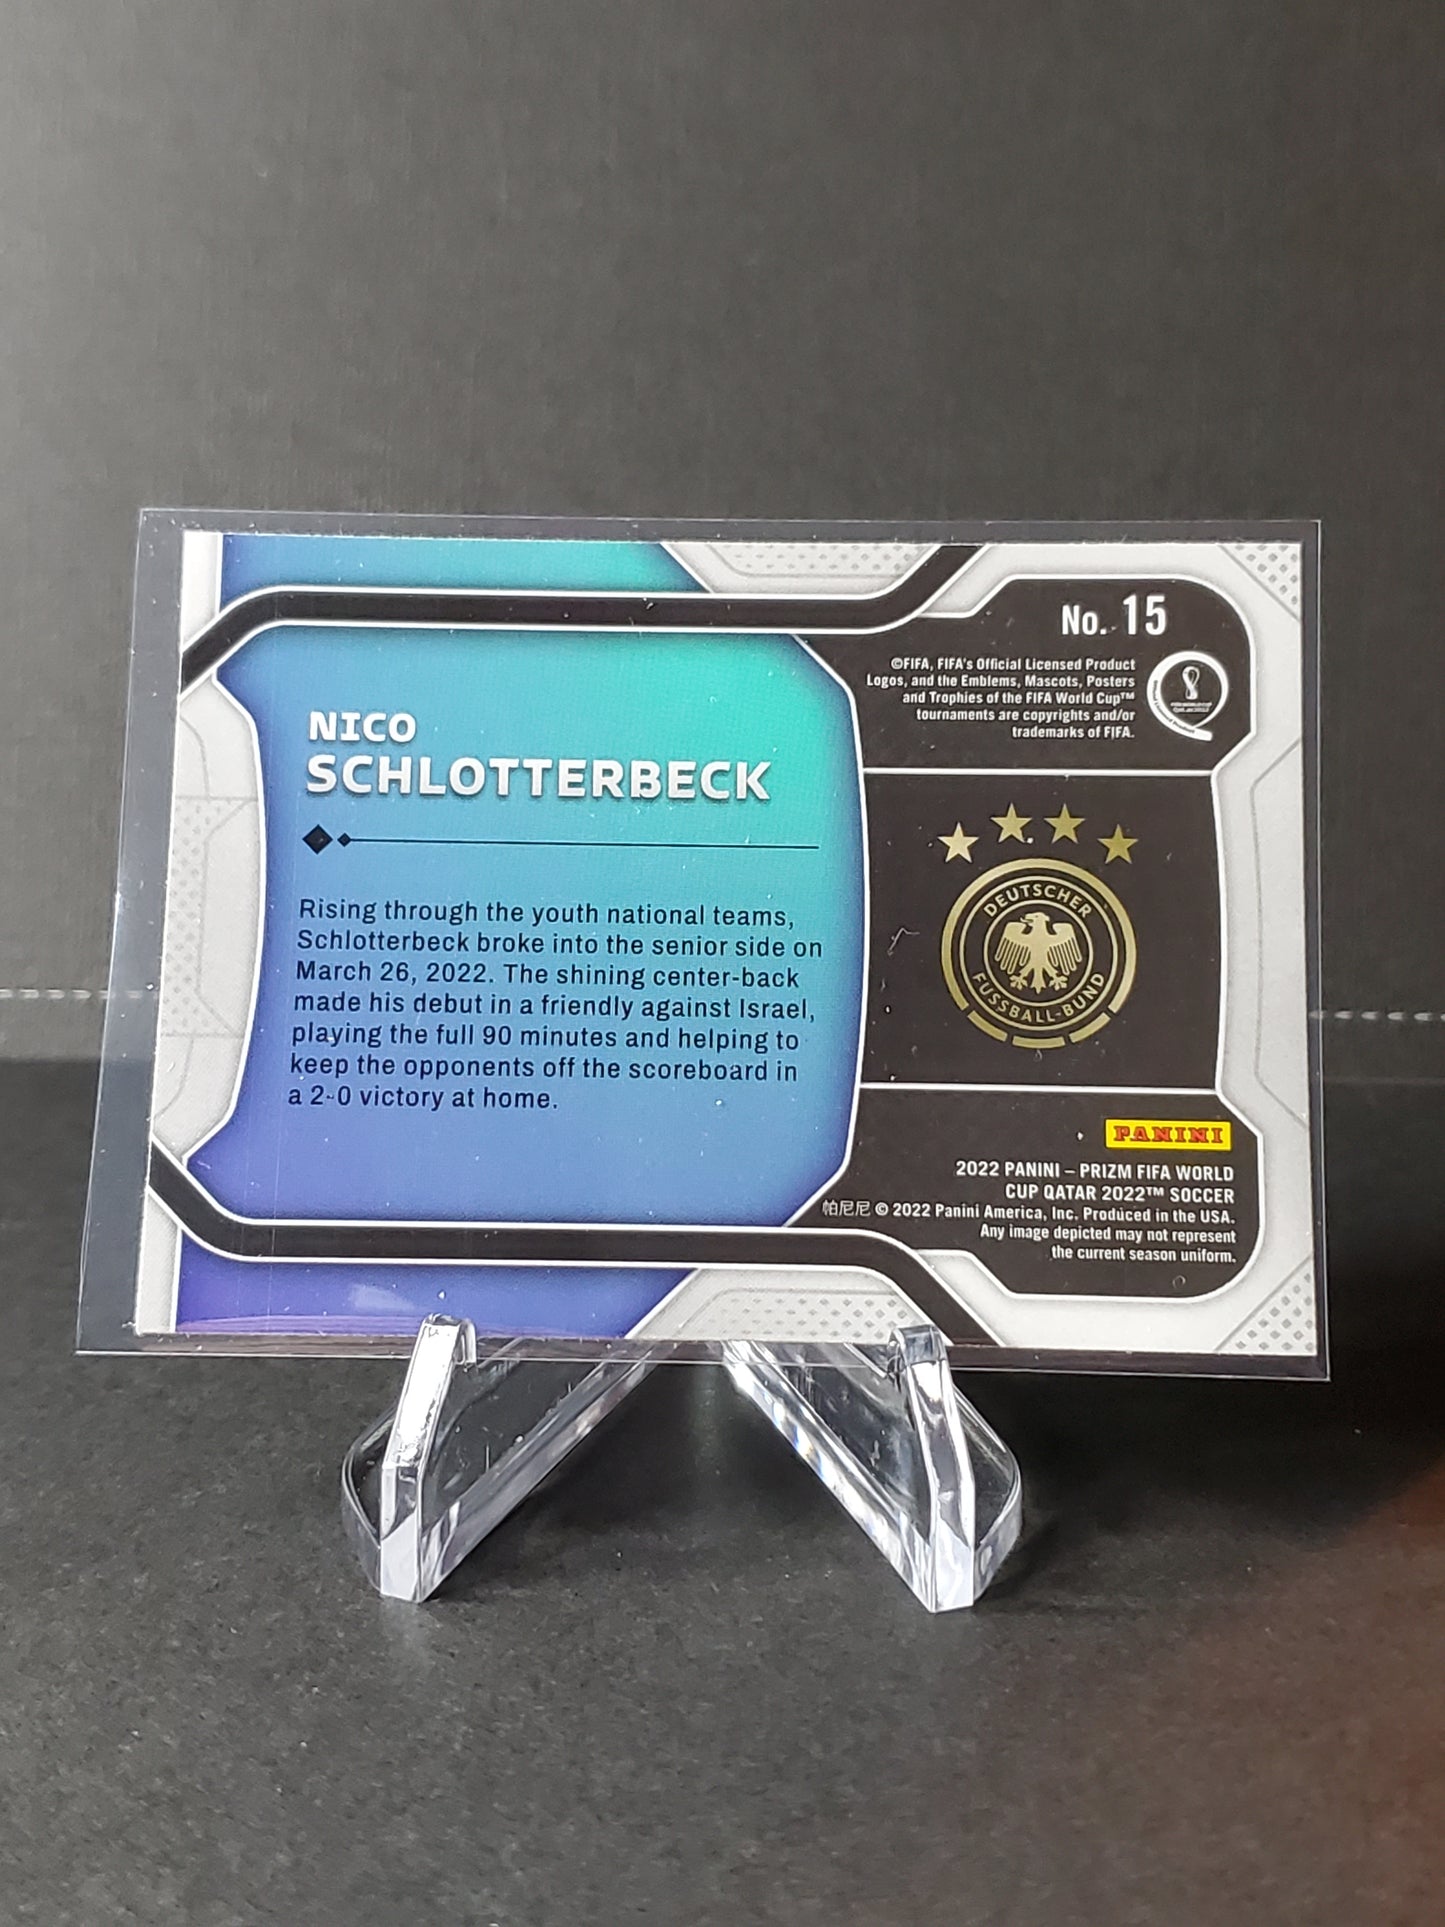 No. 15
©FIFA, FIFA's Official Licensed Product
Logos, and the Emblems, Mascots, Posters
and Trophies of the FIFA World Cup™
tournaments are copyrights and/or
trademarks of FIFA.
NICO
SCHLOTTERBECK
Rising through the youth national teams,
Schlotterbeck broke into the senior side on
March 26, 2022. The shining center-back
made his debut in a friendly against Israel,
playing the full 90 minutes and helping to
keep the opponents off the scoreboard in
a 2-0 victory at home.
DEUTSCHER
FUSSBALL-BUND
PANINI
2022 PANINI – PRIZM FIFA WORLD
CUP QATAR 2022™ SOCCER
帕尼尼 © 2022 Panini America, Inc. Produced in the USA.
Any image depicted may not represent
the current season uniform.